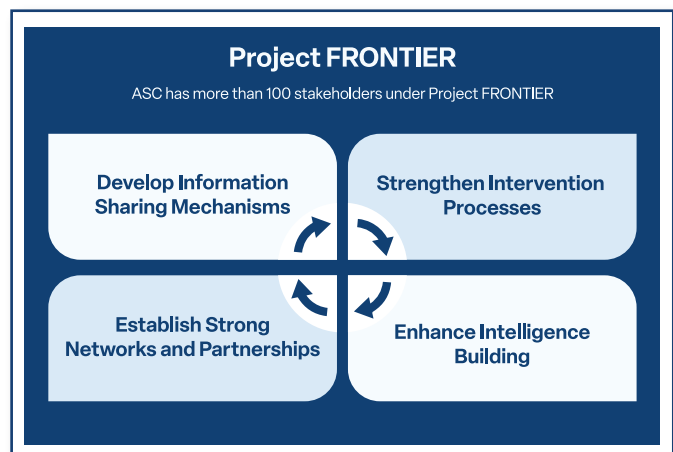 Project FRONTIER
ASC has more than 100 stakeholders under Project FRONTIER
Develop Information
Sharing Mechanisms
Strengthen Intervention
Processes
Establish Strong
Networks and Partnerships
Enhance Intelligence
Building